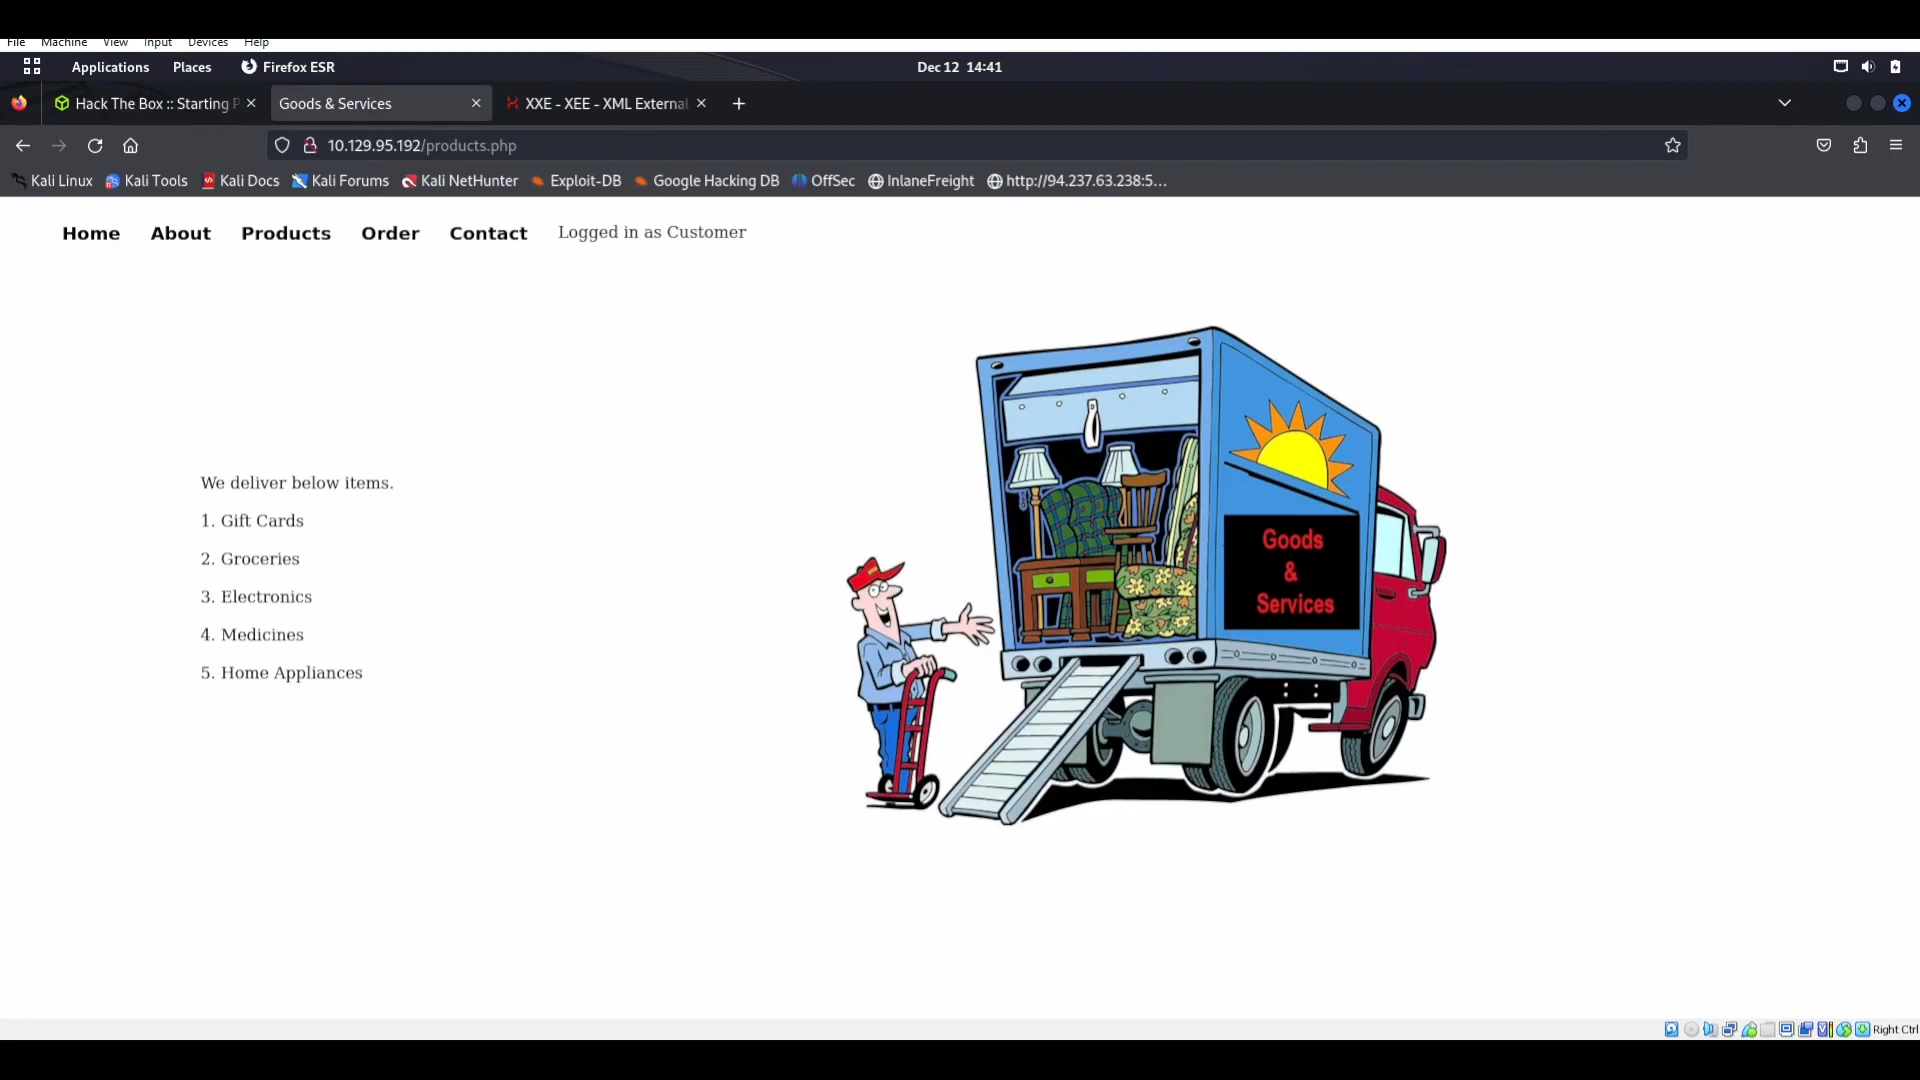 File Machine View Input Devices Help
Applications Places Firefox ESR Dec 12 14:41
Hack The Box :: Starting P Goods & Services XXE - XEE - XML External
10.129.95.192/products.php
Kali Linux Kali Tools Kali Docs Kali Forums Kali NetHunter Exploit-DB Google Hacking DB OffSec InlaneFreight http://94.237.63.238:5...
Home About Products Order Contact Logged in as Customer
We deliver below items.
1. Gift Cards
2. Groceries
3. Electronics
4. Medicines
5. Home Appliances
Goods
&
Services
Right Ctrl